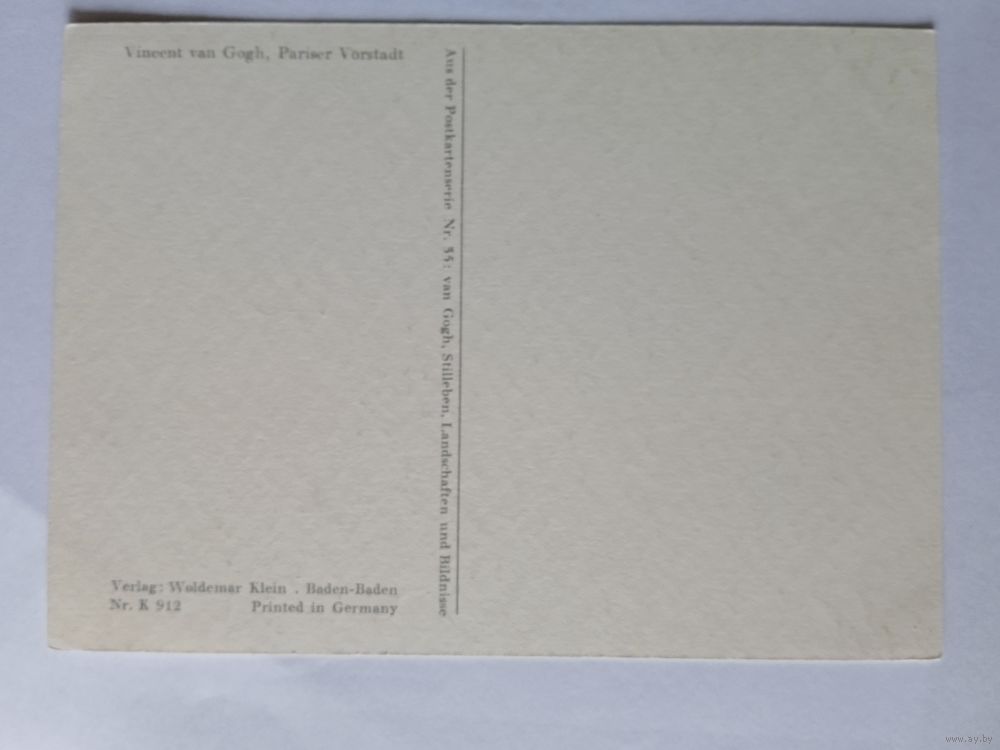 Vincent van Gogh, Pariser Vorstadt
Aus der Postkartenserie Nr. 55: van Gogh, Stilleben, Landschaften und Bildnisse
Verlag: Woldemar Klein . Baden-Baden
Nr. K 912 Printed in Germany
www.ay.by